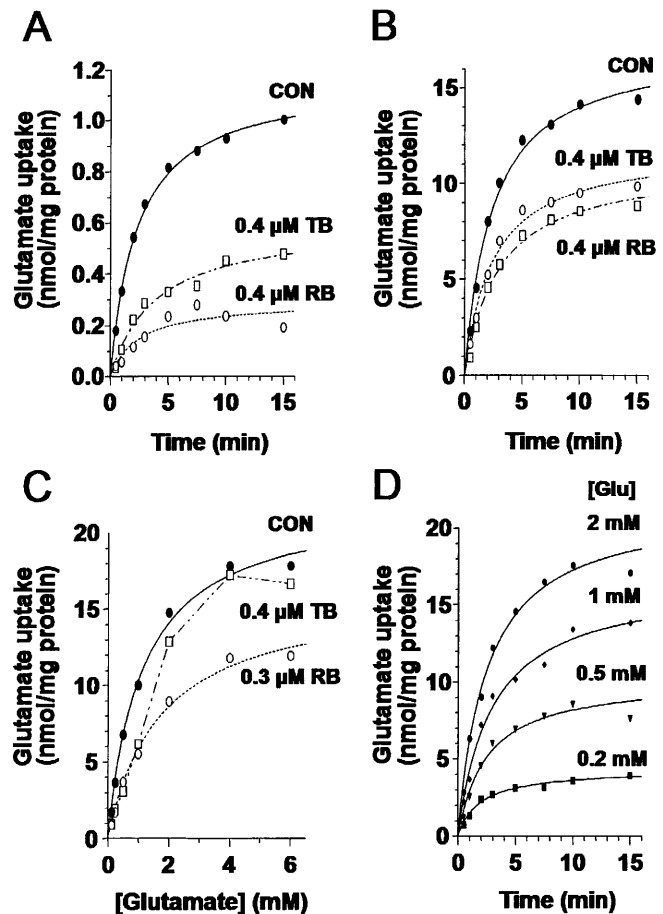 A
Glutamate uptake
(nmol/mg protein)
1.2
1.0
0.8
0.6
0.4
0.2
0.0
CON
0.4 µM TB
0.4 µM RB
0
5
10
15
Time (min)
B
Glutamate uptake
(nmol/mg protein)
15
10
5
0
CON
0.4 µM TB
0.4 µM RB
0
5
10
15
Time (min)
C
Glutamate uptake
(nmol/mg protein)
20
15
10
5
0
CON
0.4 µM TB
0.3 µM RB
0
2
4
6
[Glutamate] (mM)
D
Glutamate uptake
(nmol/mg protein)
20
15
10
5
0
[Glu]
2 mM
1 mM
0.5 mM
0.2 mM
0
5
10
15
Time (min)